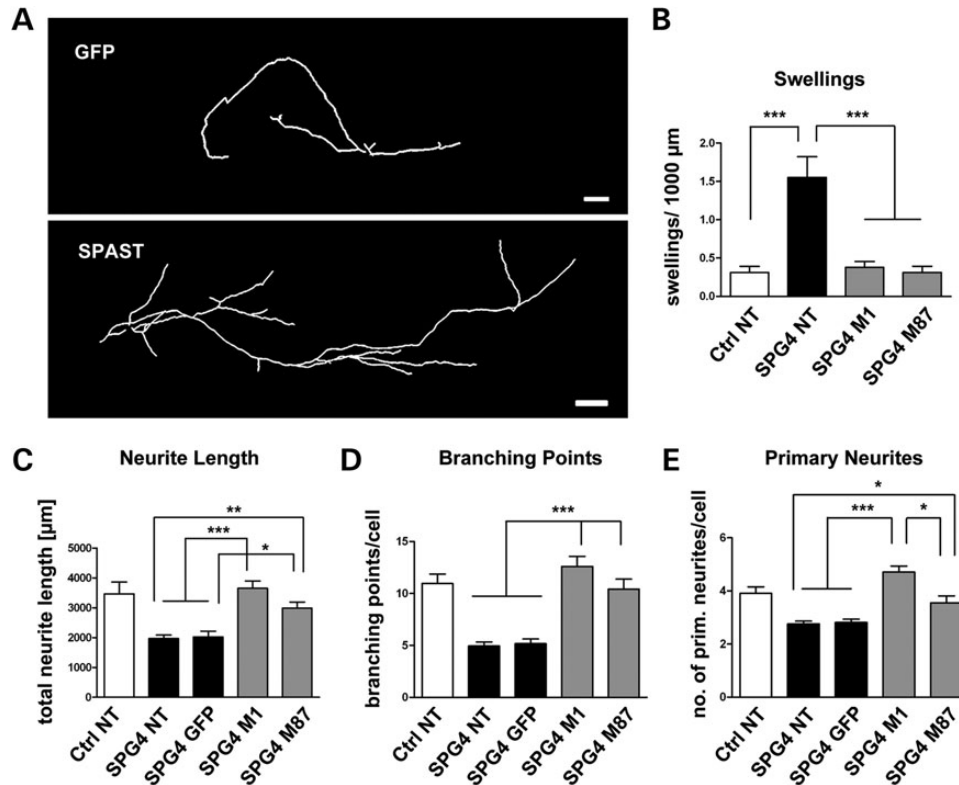 A
GFP
SPAST
B
Swellings
***
***
swellings/ 1000 µm
2.0
1.5
1.0
0.5
0.0
Ctrl NT
SPG4 NT
SPG4 M1
SPG4 M87
C
Neurite Length
**
***
*
total neurite length [µm]
5000
4000
3000
2000
1000
0
Ctrl NT
SPG4 NT
SPG4 GFP
SPG4 M1
SPG4 M87
D
Branching Points
***
branching points/cell
15
10
5
0
Ctrl NT
SPG4 NT
SPG4 GFP
SPG4 M1
SPG4 M87
E
Primary Neurites
*
***
*
no. of prim. neurites/cell
6
4
2
0
Ctrl NT
SPG4 NT
SPG4 GFP
SPG4 M1
SPG4 M87